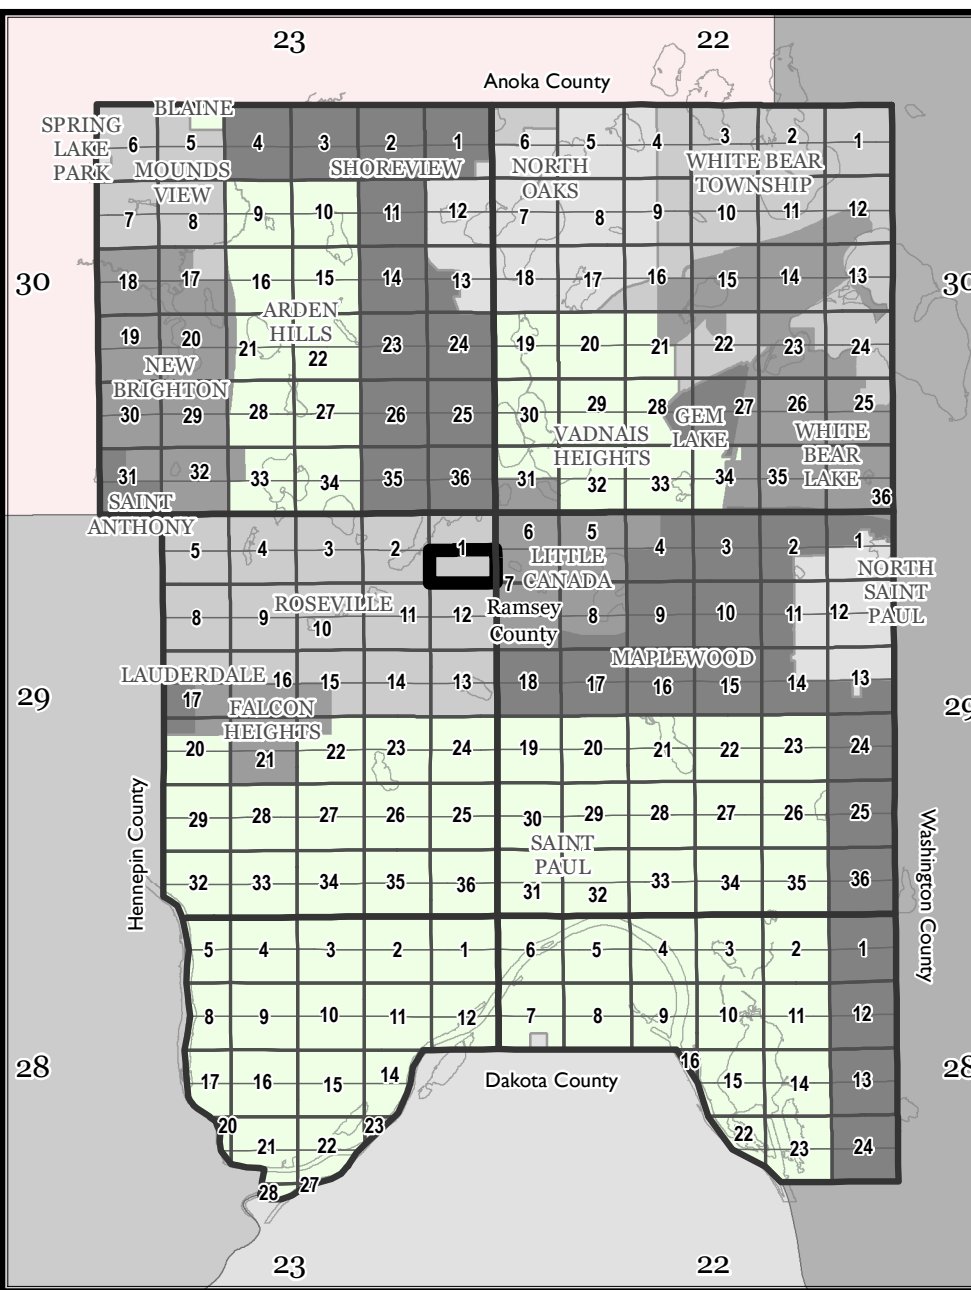 23 22
Anoka County
BLAINE
SPRING
LAKE
PARK
6 5 4 3 2 1 6 5 4 3 2 1
MOUNDS
VIEW
SHOREVIEW
NORTH
OAKS
WHITE BEAR
TOWNSHIP
7 8 9 10 11 12 7 8 9 10 11 12
30 18 17 16 15 14 13 18 17 16 15 14 13 30
ARDEN
HILLS
19 20 21 22 23 24 19 20 21 22 23 24
NEW
BRIGHTON
30 29 28 27 26 25 30 29 28 27 26 25
GEM
LAKE
VADNAIS
HEIGHTS
WHITE
BEAR
LAKE
31 32 33 34 35 36 31 32 33 34 35 36
SAINT
ANTHONY
5 4 3 2 1 6 5 4 3 2 1
LITTLE
CANADA
NORTH
SAINT
PAUL
ROSEVILLE
Ramsey
County
8 9 10 11 12 7 8 9 10 11 12
MAPLEWOOD
LAUDERDALE
29 17 16 15 14 13 18 17 16 15 14 13 29
FALCON
HEIGHTS
20 21 22 23 24 19 20 21 22 23 24
29 28 27 26 25 30 29 28 27 26 25
SAINT
PAUL
32 33 34 35 36 31 32 33 34 35 36
Hennepin County
Washington County
5 4 3 2 1 6 5 4 3 2 1
8 9 10 11 12 7 8 9 10 11 12
28 17 16 15 14 16 15 14 13 28
Dakota County
20 21 22 23 22 23 24
28 27
23 22